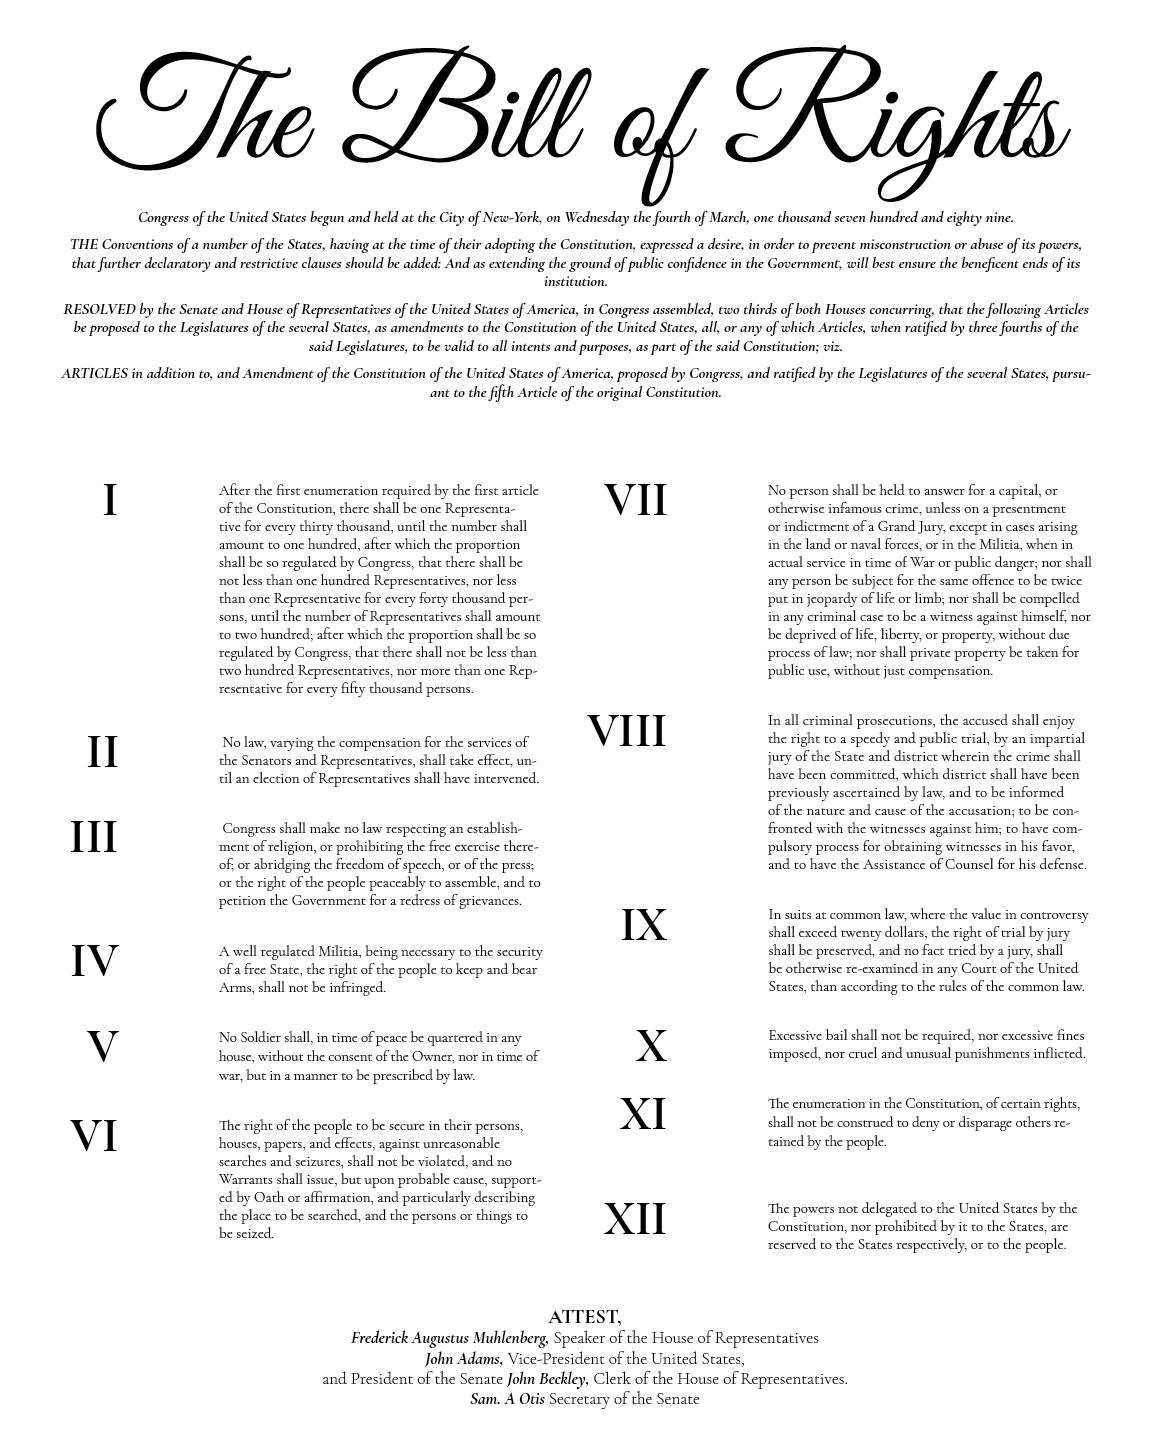 The Bill of Rights
Congress of the United States begun and held at the City of New-York, on Wednesday the fourth of March, one thousand seven hundred and eighty nine.
THE Conventions of a number of the States, having at the time of their adopting the Constitution, expressed a desire, in order to prevent misconstruction or abuse of its powers,
that further declaratory and restrictive clauses should be added: And as extending the ground of public confidence in the Government, will best ensure the beneficent ends of its
institution.
RESOLVED by the Senate and House of Representatives of the United States of America, in Congress assembled, two thirds of both Houses concurring, that the following Articles
be proposed to the Legislatures of the several States, as amendments to the Constitution of the United States, all, or any of which Articles, when ratified by three fourths of the
said Legislatures, to be valid to all intents and purposes, as part of the said Constitution; viz.
ARTICLES in addition to, and Amendment of the Constitution of the United States of America, proposed by Congress, and ratified by the Legislatures of the several States, pursu-
ant to the fifth Article of the original Constitution.
I
After the first enumeration required by the first article
of the Constitution, there shall be one Representa-
tive for every thirty thousand, until the number shall
amount to one hundred, after which the proportion
shall be so regulated by Congress, that there shall be
not less than one hundred Representatives, nor less
than one Representative for every forty thousand per-
sons, until the number of Representatives shall amount
to two hundred; after which the proportion shall be so
regulated by Congress, that there shall not be less than
two hundred Representatives, nor more than one Rep-
resentative for every fifty thousand persons.
II
No law, varying the compensation for the services of
the Senators and Representatives, shall take effect, un-
til an election of Representatives shall have intervened.
III
Congress shall make no law respecting an establish-
ment of religion, or prohibiting the free exercise there-
of; or abridging the freedom of speech, or of the press;
or the right of the people peaceably to assemble, and to
petition the Government for a redress of grievances.
IV
A well regulated Militia, being necessary to the security
of a free State, the right of the people to keep and bear
Arms, shall not be infringed.
V
No Soldier shall, in time of peace be quartered in any
house, without the consent of the Owner, nor in time of
war, but in a manner to be prescribed by law.
VI
The right of the people to be secure in their persons,
houses, papers, and effects, against unreasonable
searches and seizures, shall not be violated, and no
Warrants shall issue, but upon probable cause, support-
ed by Oath or affirmation, and particularly describing
the place to be searched, and the persons or things to
be seized.
VII
No person shall be held to answer for a capital, or
otherwise infamous crime, unless on a presentment
or indictment of a Grand Jury, except in cases arising
in the land or naval forces, or in the Militia, when in
actual service in time of War or public danger; nor shall
any person be subject for the same offence to be twice
put in jeopardy of life or limb; nor shall be compelled
in any criminal case to be a witness against himself, nor
be deprived of life, liberty, or property, without due
process of law; nor shall private property be taken for
public use, without just compensation.
VIII
In all criminal prosecutions, the accused shall enjoy
the right to a speedy and public trial, by an impartial
jury of the State and district wherein the crime shall
have been committed, which district shall have been
previously ascertained by law, and to be informed
of the nature and cause of the accusation; to be con-
fronted with the witnesses against him; to have com-
pulsory process for obtaining witnesses in his favor,
and to have the Assistance of Counsel for his defense.
IX
In suits at common law, where the value in controversy
shall exceed twenty dollars, the right of trial by jury
shall be preserved, and no fact tried by a jury, shall
be otherwise re-examined in any Court of the United
States, than according to the rules of the common law.
X
Excessive bail shall not be required, nor excessive fines
imposed, nor cruel and unusual punishments inflicted.
XI
The enumeration in the Constitution, of certain rights,
shall not be construed to deny or disparage others re-
tained by the people.
XII
The powers not delegated to the United States by the
Constitution, nor prohibited by it to the States, are
reserved to the States respectively, or to the people.
ATTEST,
Frederick Augustus Muhlenberg, Speaker of the House of Representatives
John Adams, Vice-President of the United States,
and President of the Senate John Beckley, Clerk of the House of Representatives.
Sam. A Otis Secretary of the Senate